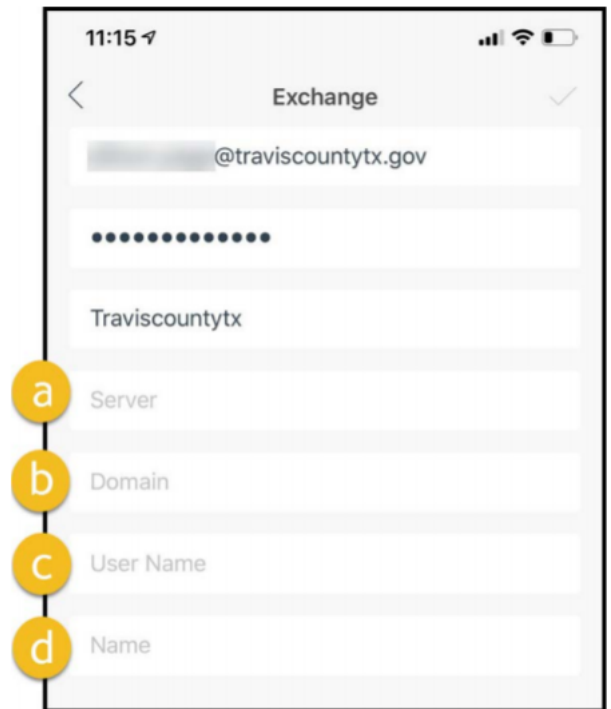 11:15
Exchange
@traviscountytx.gov
•••••••••••••
Traviscountytx
a Server
b Domain
c User Name
d Name